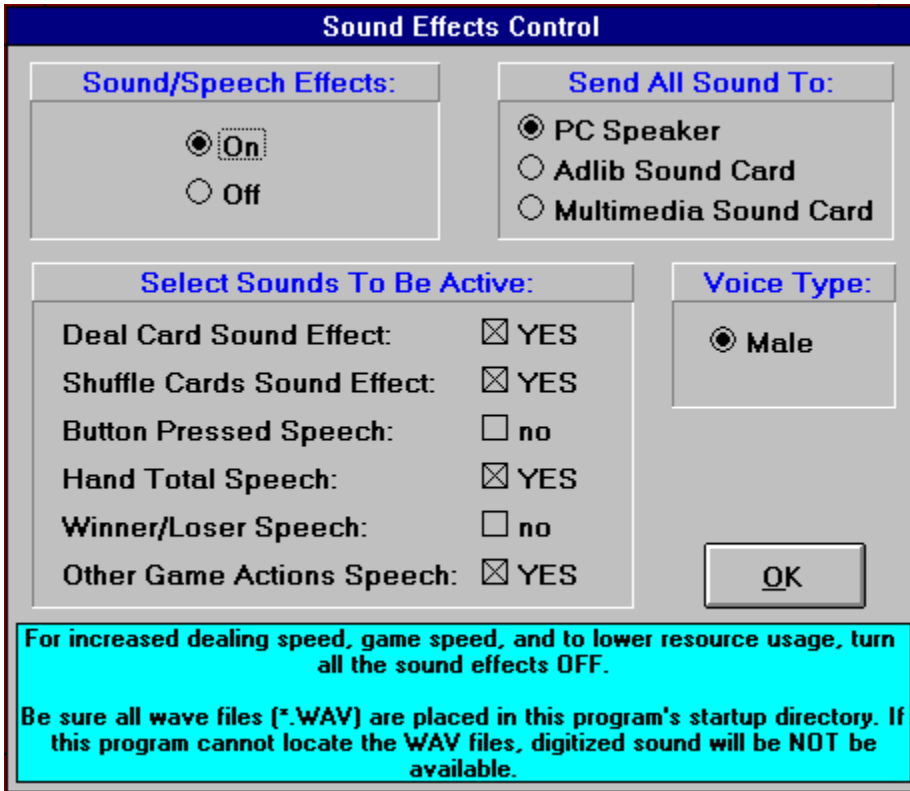 Sound Effects Control
Sound/Speech Effects:
On
Off
Send All Sound To:
PC Speaker
Adlib Sound Card
Multimedia Sound Card
Select Sounds To Be Active:
Deal Card Sound Effect: YES
Shuffle Cards Sound Effect: YES
Button Pressed Speech: no
Hand Total Speech: YES
Winner/Loser Speech: no
Other Game Actions Speech: YES
Voice Type:
Male
OK
For increased dealing speed, game speed, and to lower resource usage, turn
all the sound effects OFF.
Be sure all wave files (*.WAV) are placed in this program's startup directory. If
this program cannot locate the WAV files, digitized sound will be NOT be
available.